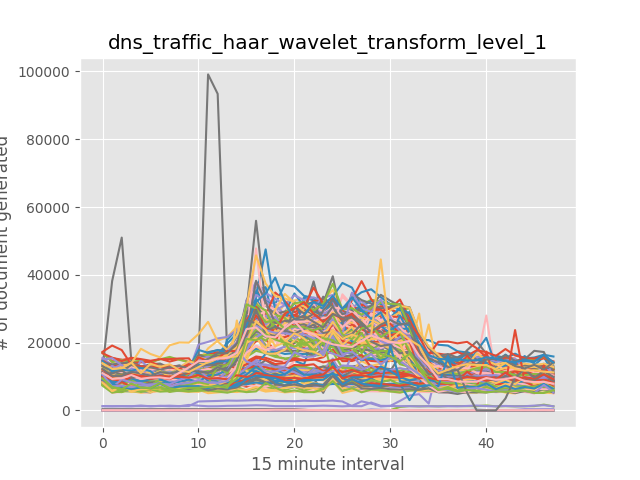 dns_traffic_haar_wavelet_transform_level_1
# of document generated
100000
80000
60000
40000
20000
0
0 10 20 30 40
15 minute interval